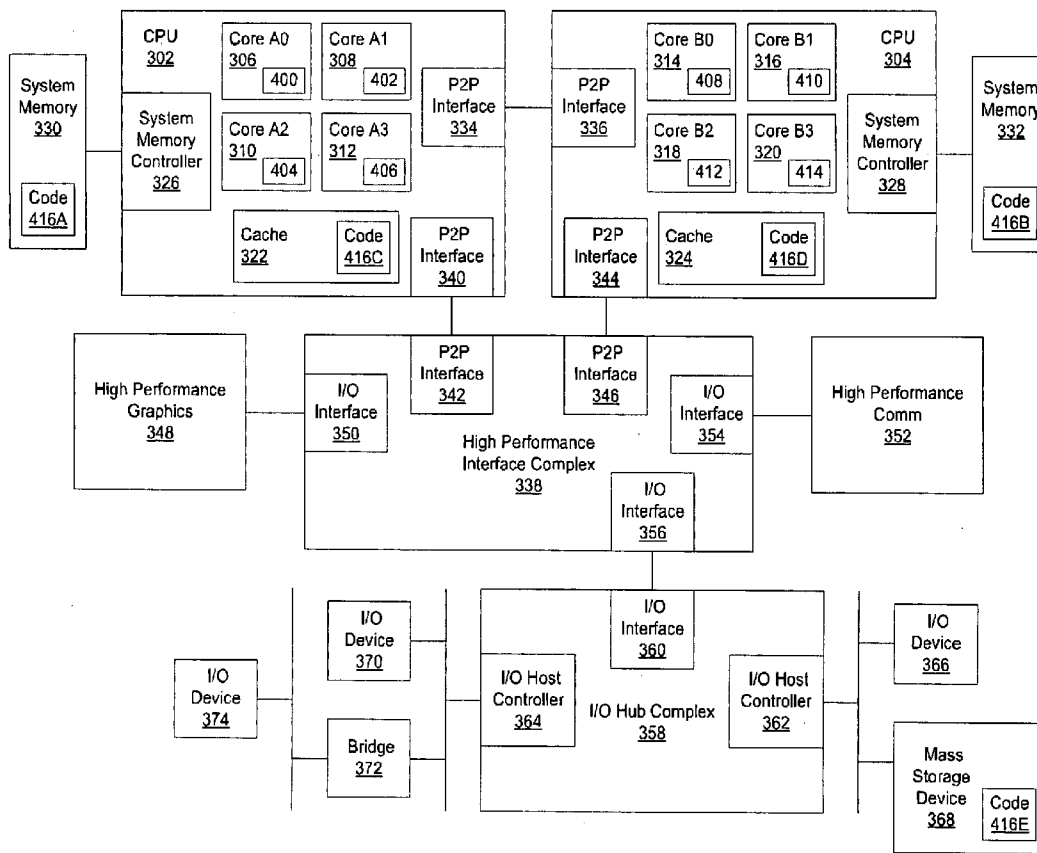 System
Memory
330
Code
416A
CPU
302
System
Memory
Controller
326
Core A0
306
400
Core A1
308
402
Core A2
310
404
Core A3
312
406
Cache
322
Code
416C
P2P
Interface
334
P2P
Interface
340
P2P
Interface
336
P2P
Interface
344
Core B0
314
408
Core B1
316
410
Core B2
318
412
Core B3
320
414
Cache
324
Code
416D
CPU
304
System
Memory
Controller
328
System
Memory
332
Code
416B
High Performance
Graphics
348
I/O
Interface
350
P2P
Interface
342
P2P
Interface
346
I/O
Interface
354
High Performance
Interface Complex
338
I/O
Interface
356
High Performance
Comm
352
I/O
Device
374
I/O
Device
370
Bridge
372
I/O Host
Controller
364
I/O
Interface
360
I/O Hub Complex
358
I/O Host
Controller
362
I/O
Device
366
Mass
Storage
Device
368
Code
416E